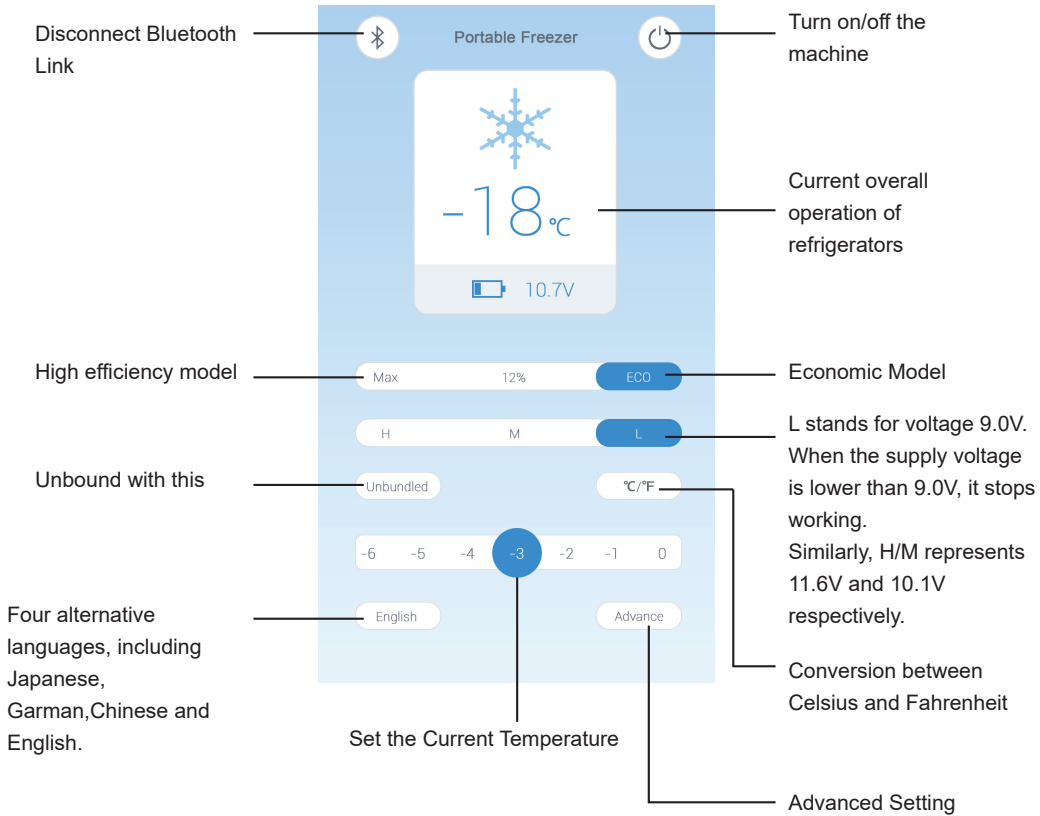 Disconnect Bluetooth
Link
Portable Freezer
Turn on/off the
machine
-18℃
10.7V
Current overall
operation of
refrigerators
High efficiency model
Max 12% ECO
Economic Model
H M L
L stands for voltage 9.0V.
When the supply voltage
is lower than 9.0V, it stops
working.
Similarly, H/M represents
11.6V and 10.1V
respectively.
Unbound with this
Unbundled ℃/℉
-6 -5 -4 -3 -2 -1 0
English Advance
Four alternative
languages, including
Japanese,
Garman,Chinese and
English.
Conversion between
Celsius and Fahrenheit
Set the Current Temperature
Advanced Setting